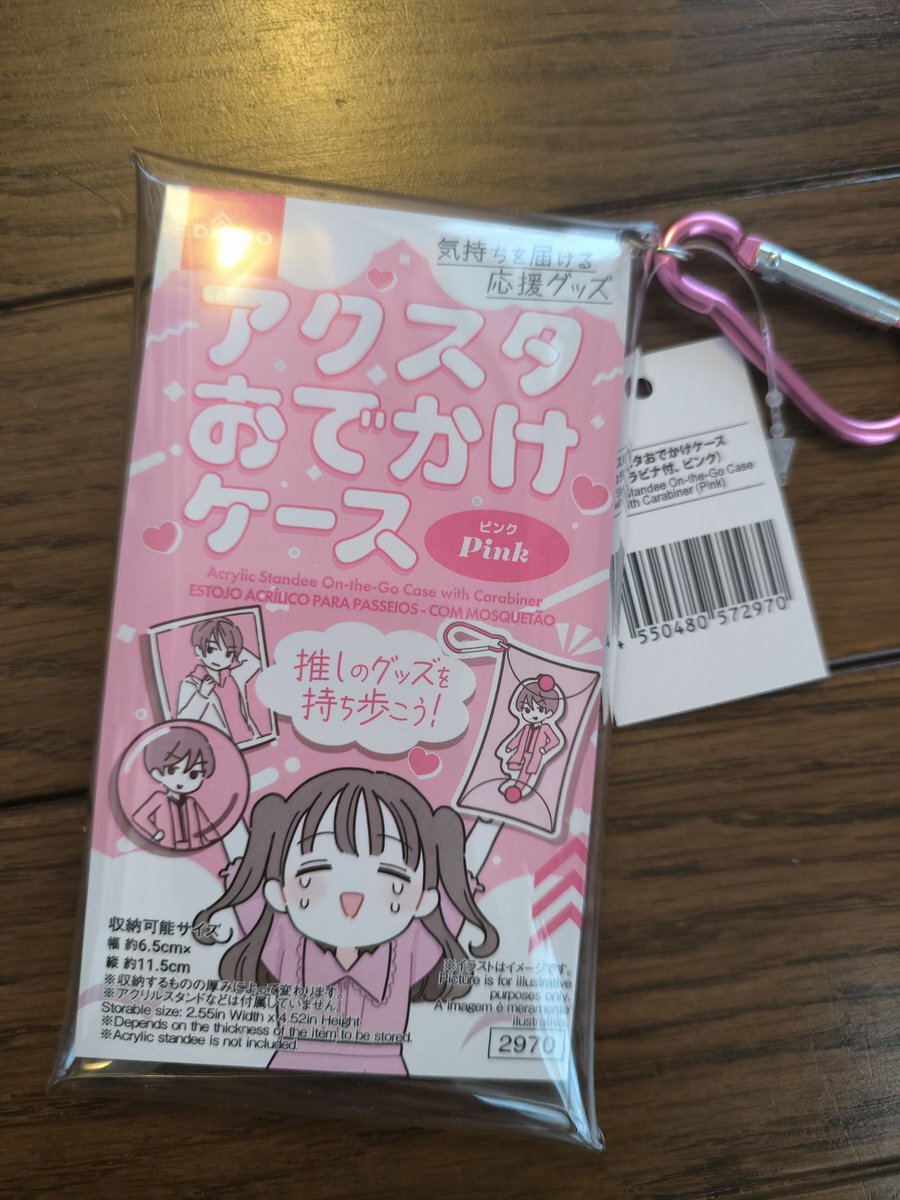 気持ちを届ける
応援グッズ
アクスタ
おでかけ
ケース
ピンク
Pink
Acrylic Standee On-the-Go Case with Carabiner
ESTOJO ACRÍLICO PARA PASSEIOS - COM MOSQUETÃO
推しのグッズを
持ち歩こう!
収納可能サイズ
幅 約6.5cm×
縦 約11.5cm
※収納するものの厚みによって変わります。
※アクリルスタンドなどは付属していません。
Storable size: 2.55in Width x 4.52in Height
※Depends on the thickness of the item to be stored.
※Acrylic standee is not included.
※イラストはイメージです。
Picture is for illustrative
purposes only.
A imagem é meramente
ilustrativa.
2970
タおでかけケース
ラビナ付、ピンク)
Standee On-the-Go Case
with Carabiner (Pink)
4 550480 572970